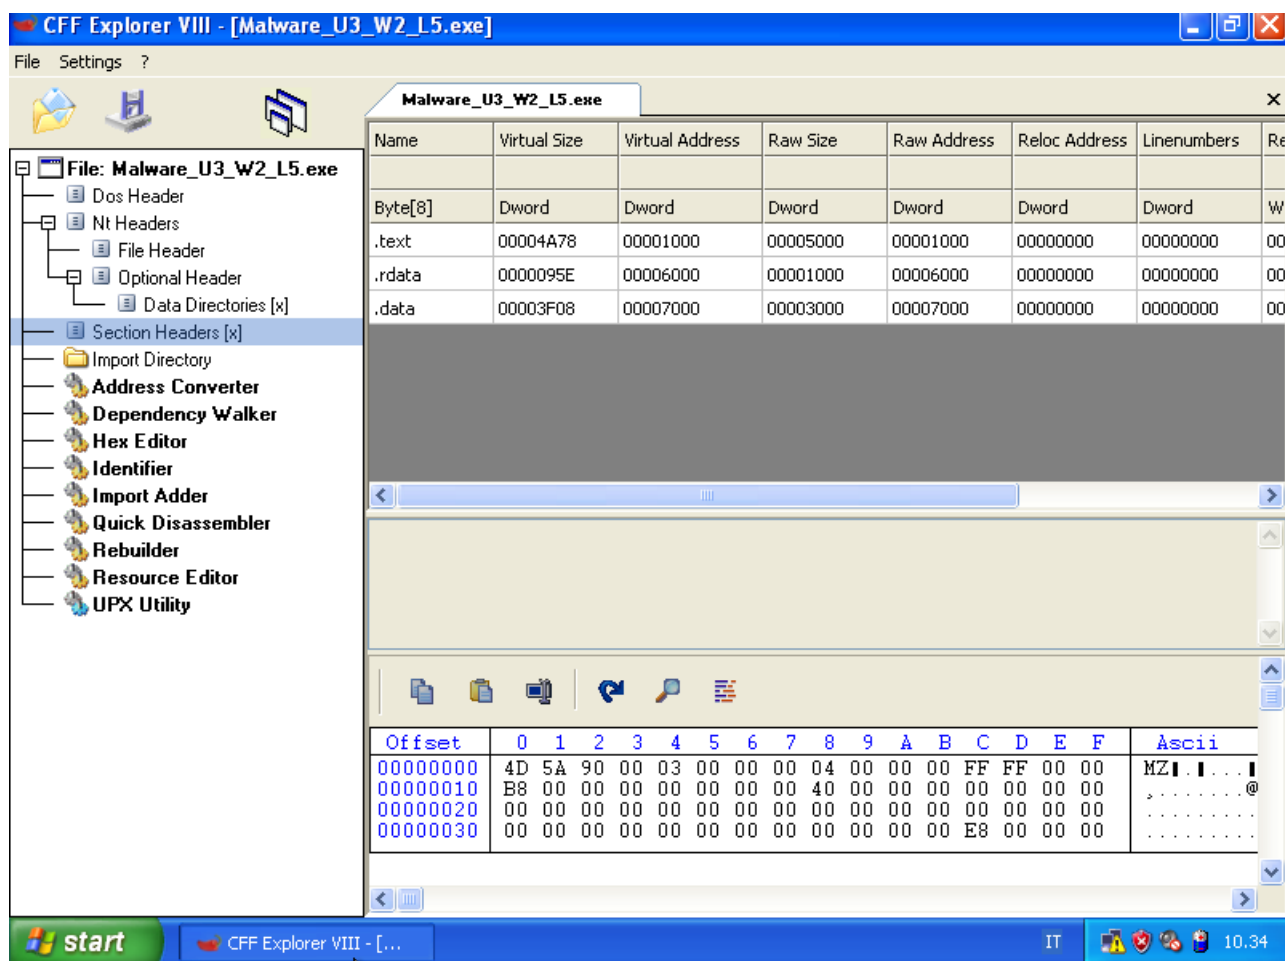 CFF Explorer VIII - [Malware_U3_W2_L5.exe]
File Settings ?
Malware_U3_W2_L5.exe
File: Malware_U3_W2_L5.exe
Dos Header
Nt Headers
File Header
Optional Header
Data Directories [x]
Section Headers [x]
Import Directory
Address Converter
Dependency Walker
Hex Editor
Identifier
Import Adder
Quick Disassembler
Rebuilder
Resource Editor
UPX Utility
Name Virtual Size Virtual Address Raw Size Raw Address Reloc Address Linenumbers Re
Byte[8] Dword Dword Dword Dword Dword Dword W
.text 00004A78 00001000 00005000 00001000 00000000 00000000 00
.rdata 0000095E 00006000 00001000 00006000 00000000 00000000 00
.data 00003F08 00007000 00003000 00007000 00000000 00000000 00
Offset 0 1 2 3 4 5 6 7 8 9 A B C D E F Ascii
00000000 4D 5A 90 00 03 00 00 00 04 00 00 00 FF FF 00 00 MZ▮.▮...▮
00000010 B8 00 00 00 00 00 00 00 40 00 00 00 00 00 00 00 ¸.......@
00000020 00 00 00 00 00 00 00 00 00 00 00 00 00 00 00 00 .........
00000030 00 00 00 00 00 00 00 00 00 00 00 00 E8 00 00 00 .........
start CFF Explorer VIII - [... IT 10.34